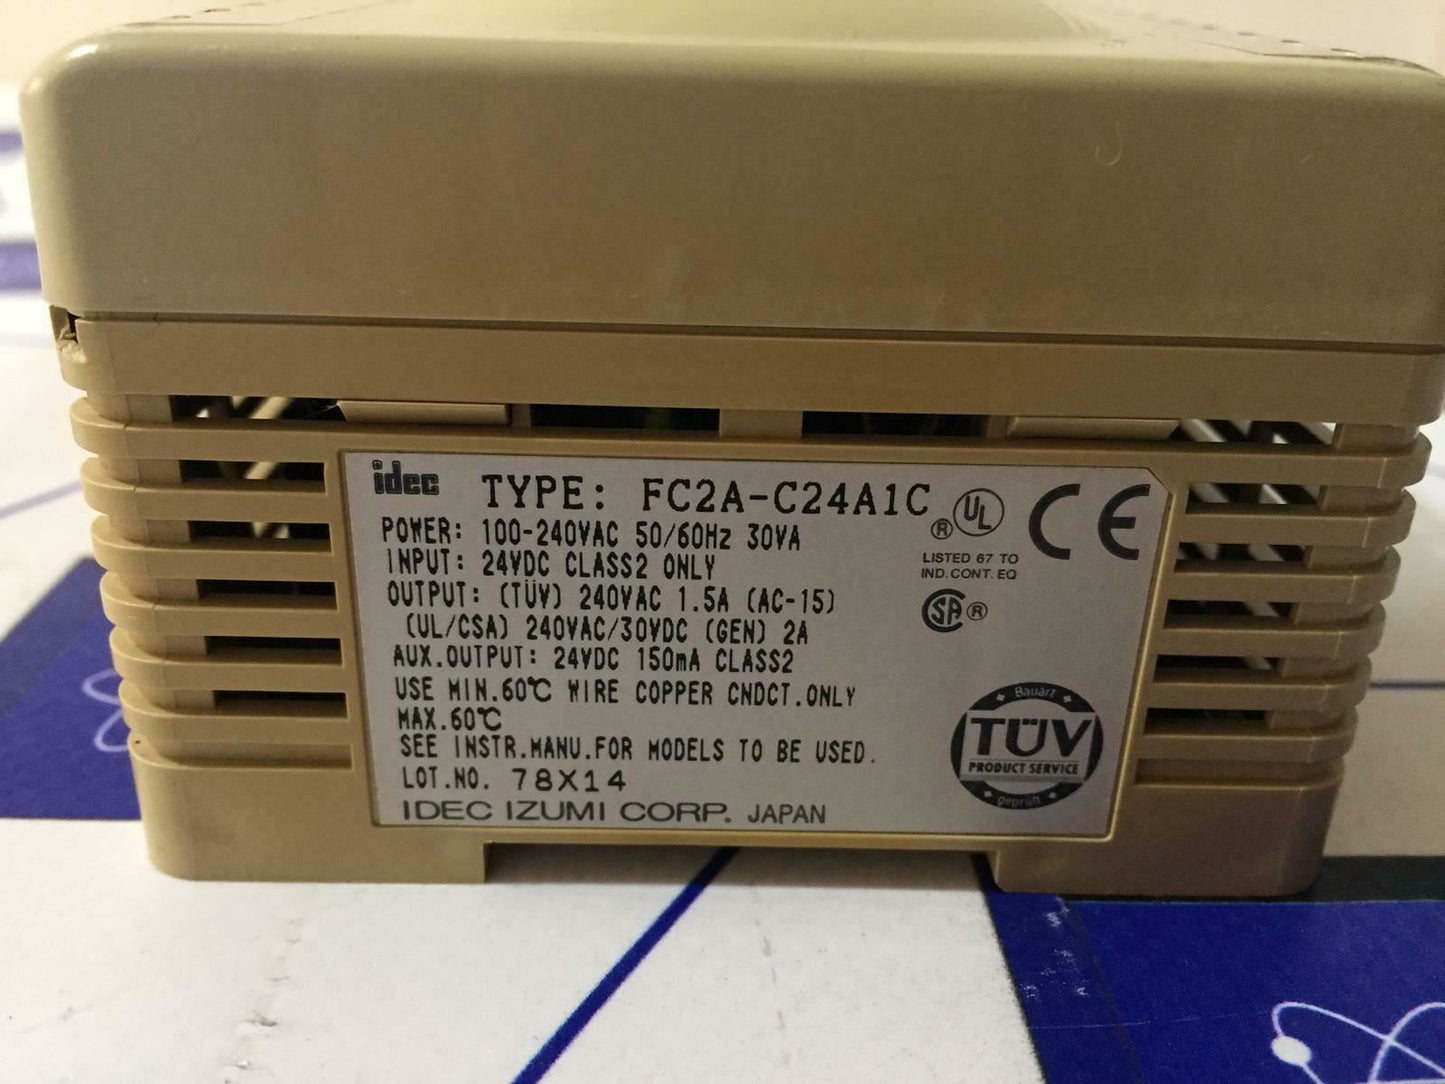 idec TYPE: FC2A-C24A1C ® UL CE
POWER: 100-240VAC 50/60Hz 30VA
INPUT: 24VDC CLASS2 ONLY
LISTED 67 TO
IND.CONT.EQ
OUTPUT: (TÜV) 240VAC 1.5A (AC-15)
SA ®
(UL/CSA) 240VAC/30VDC (GEN) 2A
AUX.OUTPUT: 24VDC 150mA CLASS2
USE MIN.60℃ WIRE COPPER CNDCT.ONLY
MAX.60℃
SEE INSTR.MANU.FOR MODELS TO BE USED.
LOT.NO. 78X14
IDEC IZUMI CORP. JAPAN
Bauart
TÜV
PRODUCT SERVICE
geprüft